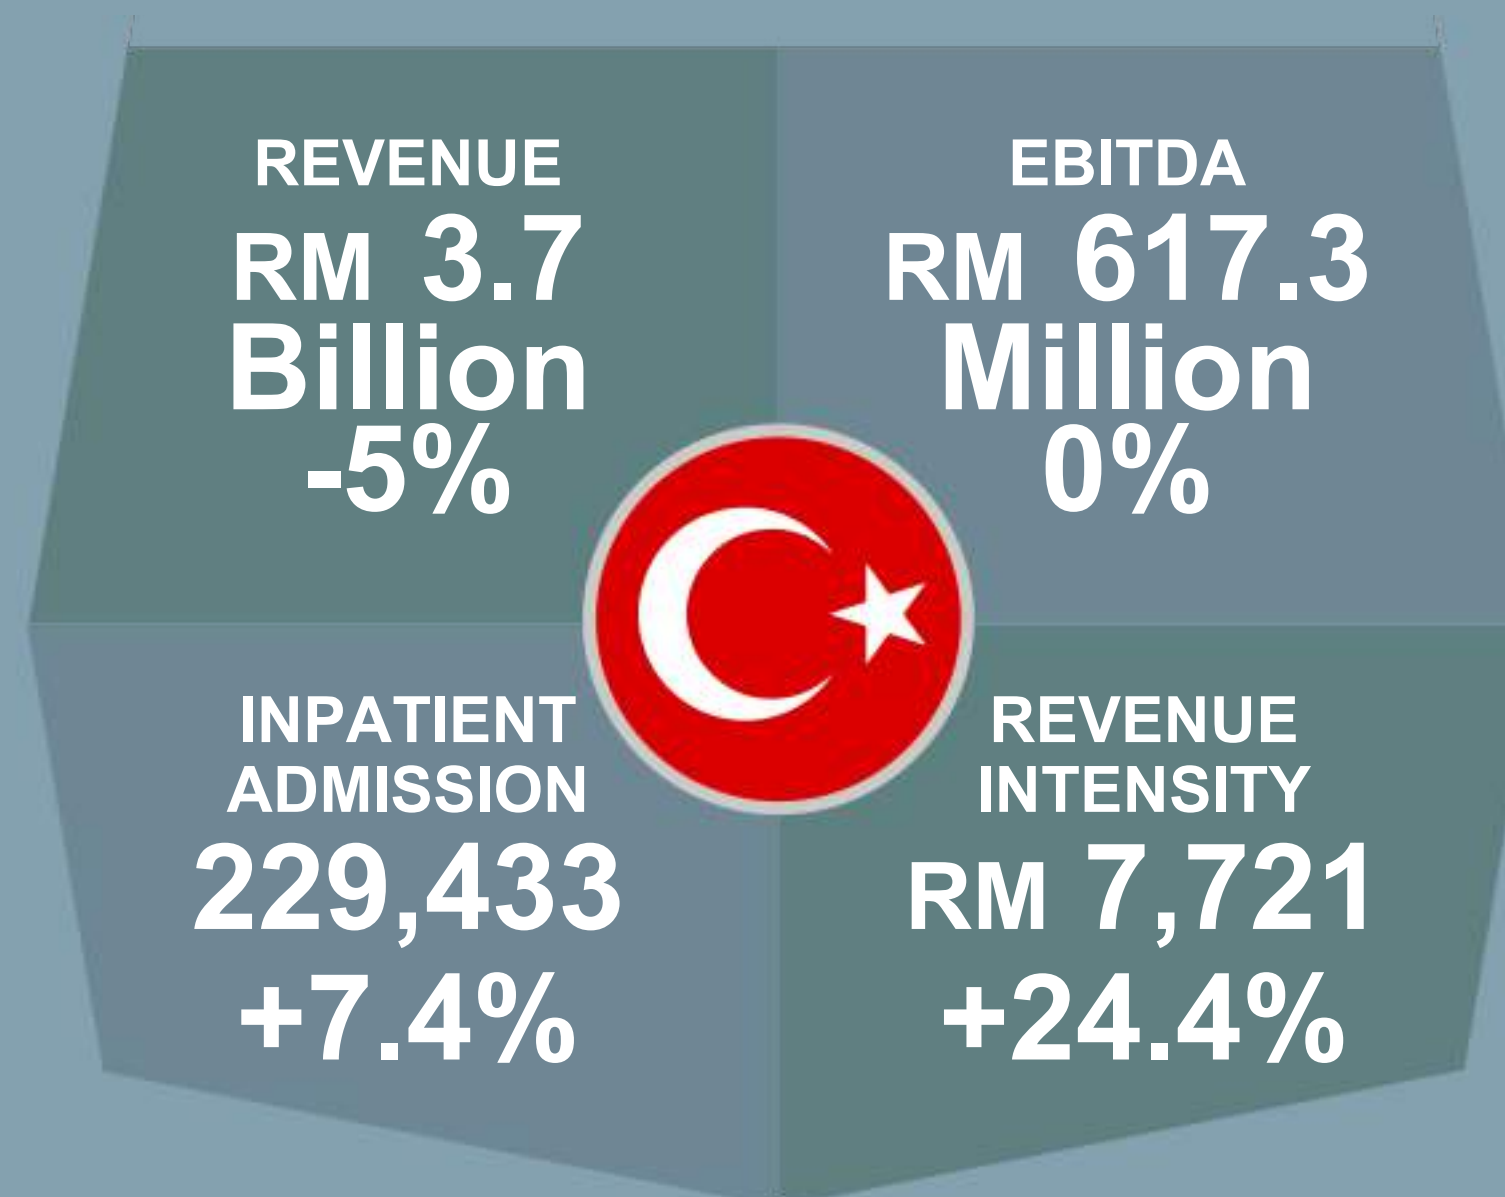 REVENUE
RM 3.7
Billion
-5%
EBITDA
RM 617.3
Million
0%
INPATIENT
ADMISSION
229,433
+7.4%
REVENUE
INTENSITY
RM 7,721
+24.4%